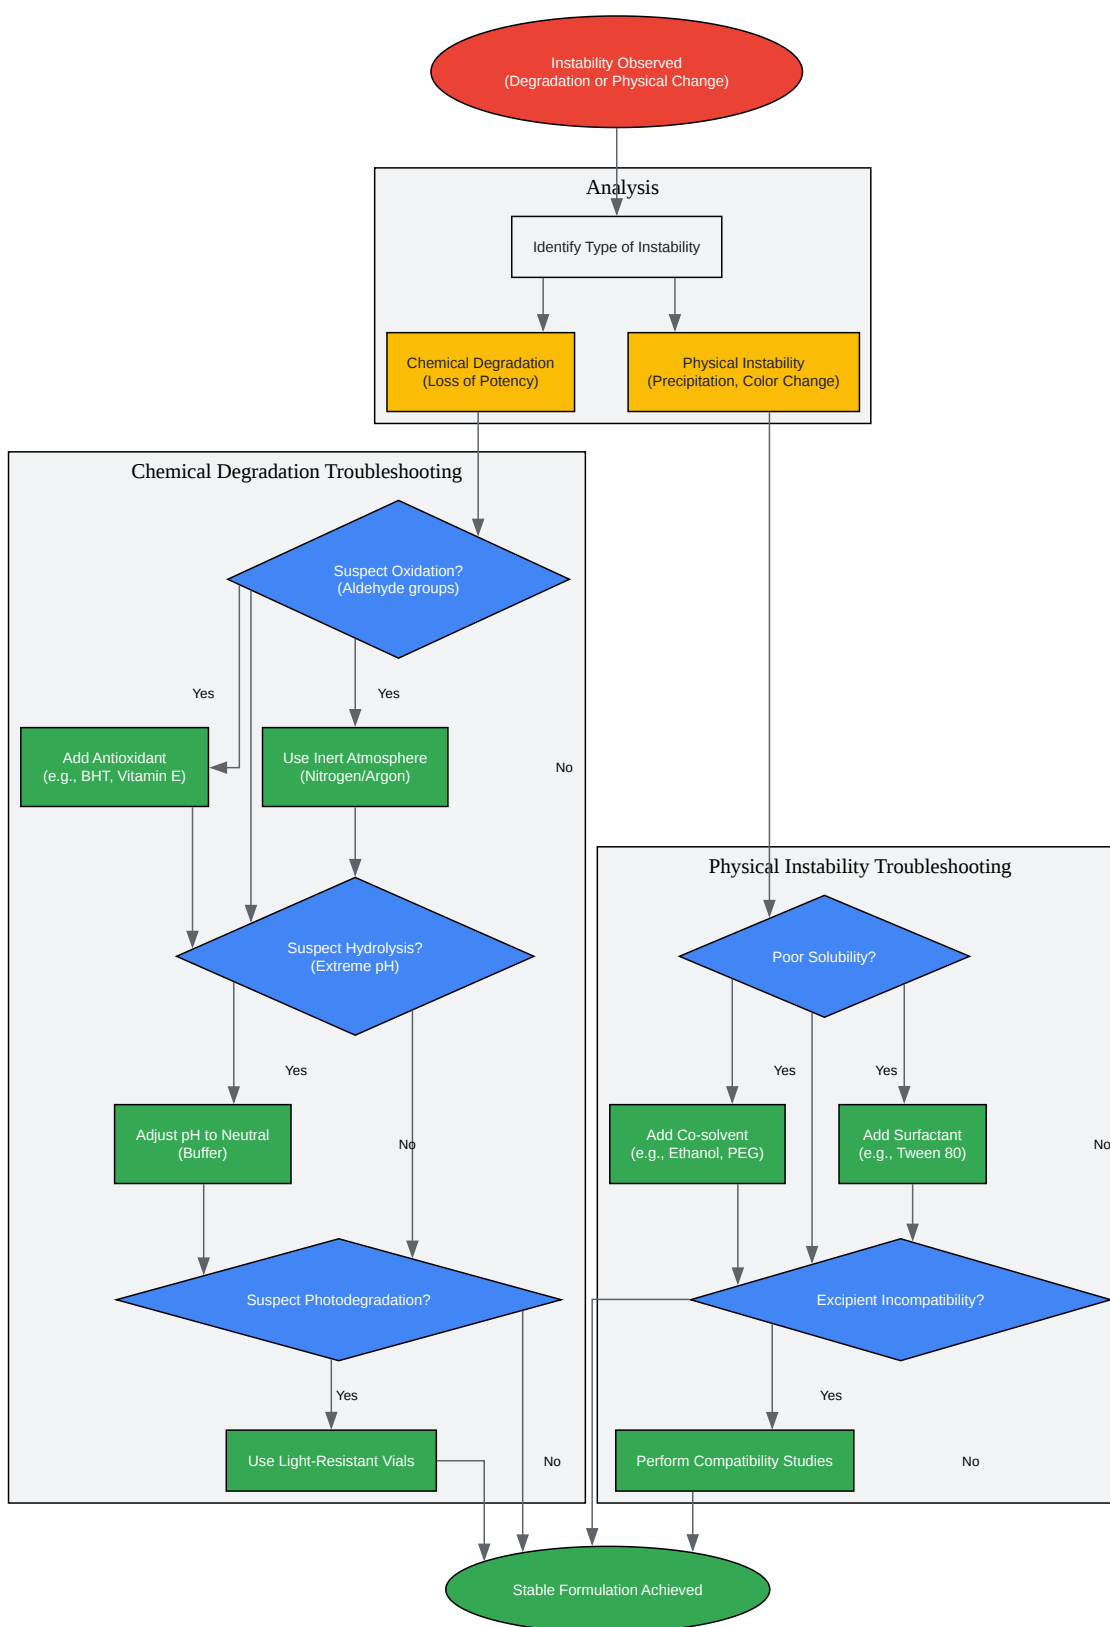 Instability Observed
(Degradation or Physical Change)
Analysis
Identify Type of Instability
Chemical Degradation
(Loss of Potency)
Physical Instability
(Precipitation, Color Change)
Chemical Degradation Troubleshooting
Suspect Oxidation?
(Aldehyde groups)
Yes
Yes
Add Antioxidant
(e.g., BHT, Vitamin E)
Use Inert Atmosphere
(Nitrogen/Argon)
No
Suspect Hydrolysis?
(Extreme pH)
Yes
Adjust pH to Neutral
(Buffer)
No
Suspect Photodegradation?
Yes
Use Light-Resistant Vials
No
Physical Instability Troubleshooting
Poor Solubility?
Yes
Yes
Add Co-solvent
(e.g., Ethanol, PEG)
Add Surfactant
(e.g., Tween 80)
No
Excipient Incompatibility?
Yes
Perform Compatibility Studies
No
Stable Formulation Achieved